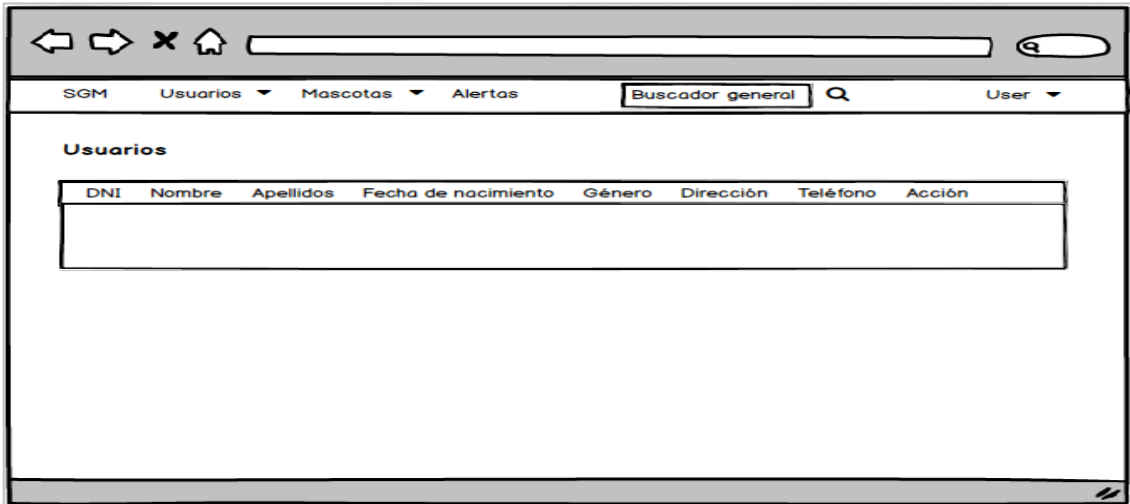 SGM Usuarios Mascotas Alertas Buscador general User
Usuarios
DNI Nombre Apellidos Fecha de nacimiento Género Dirección Teléfono Acción